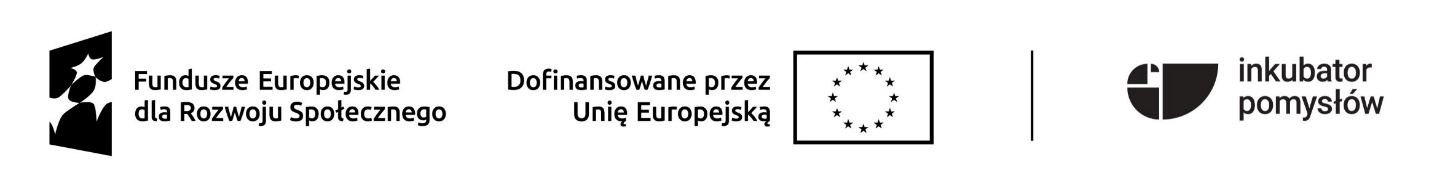 Fundusze Europejskie
dla Rozwoju Społecznego
Dofinansowane przez
Unię Europejską
inkubator
pomysłów